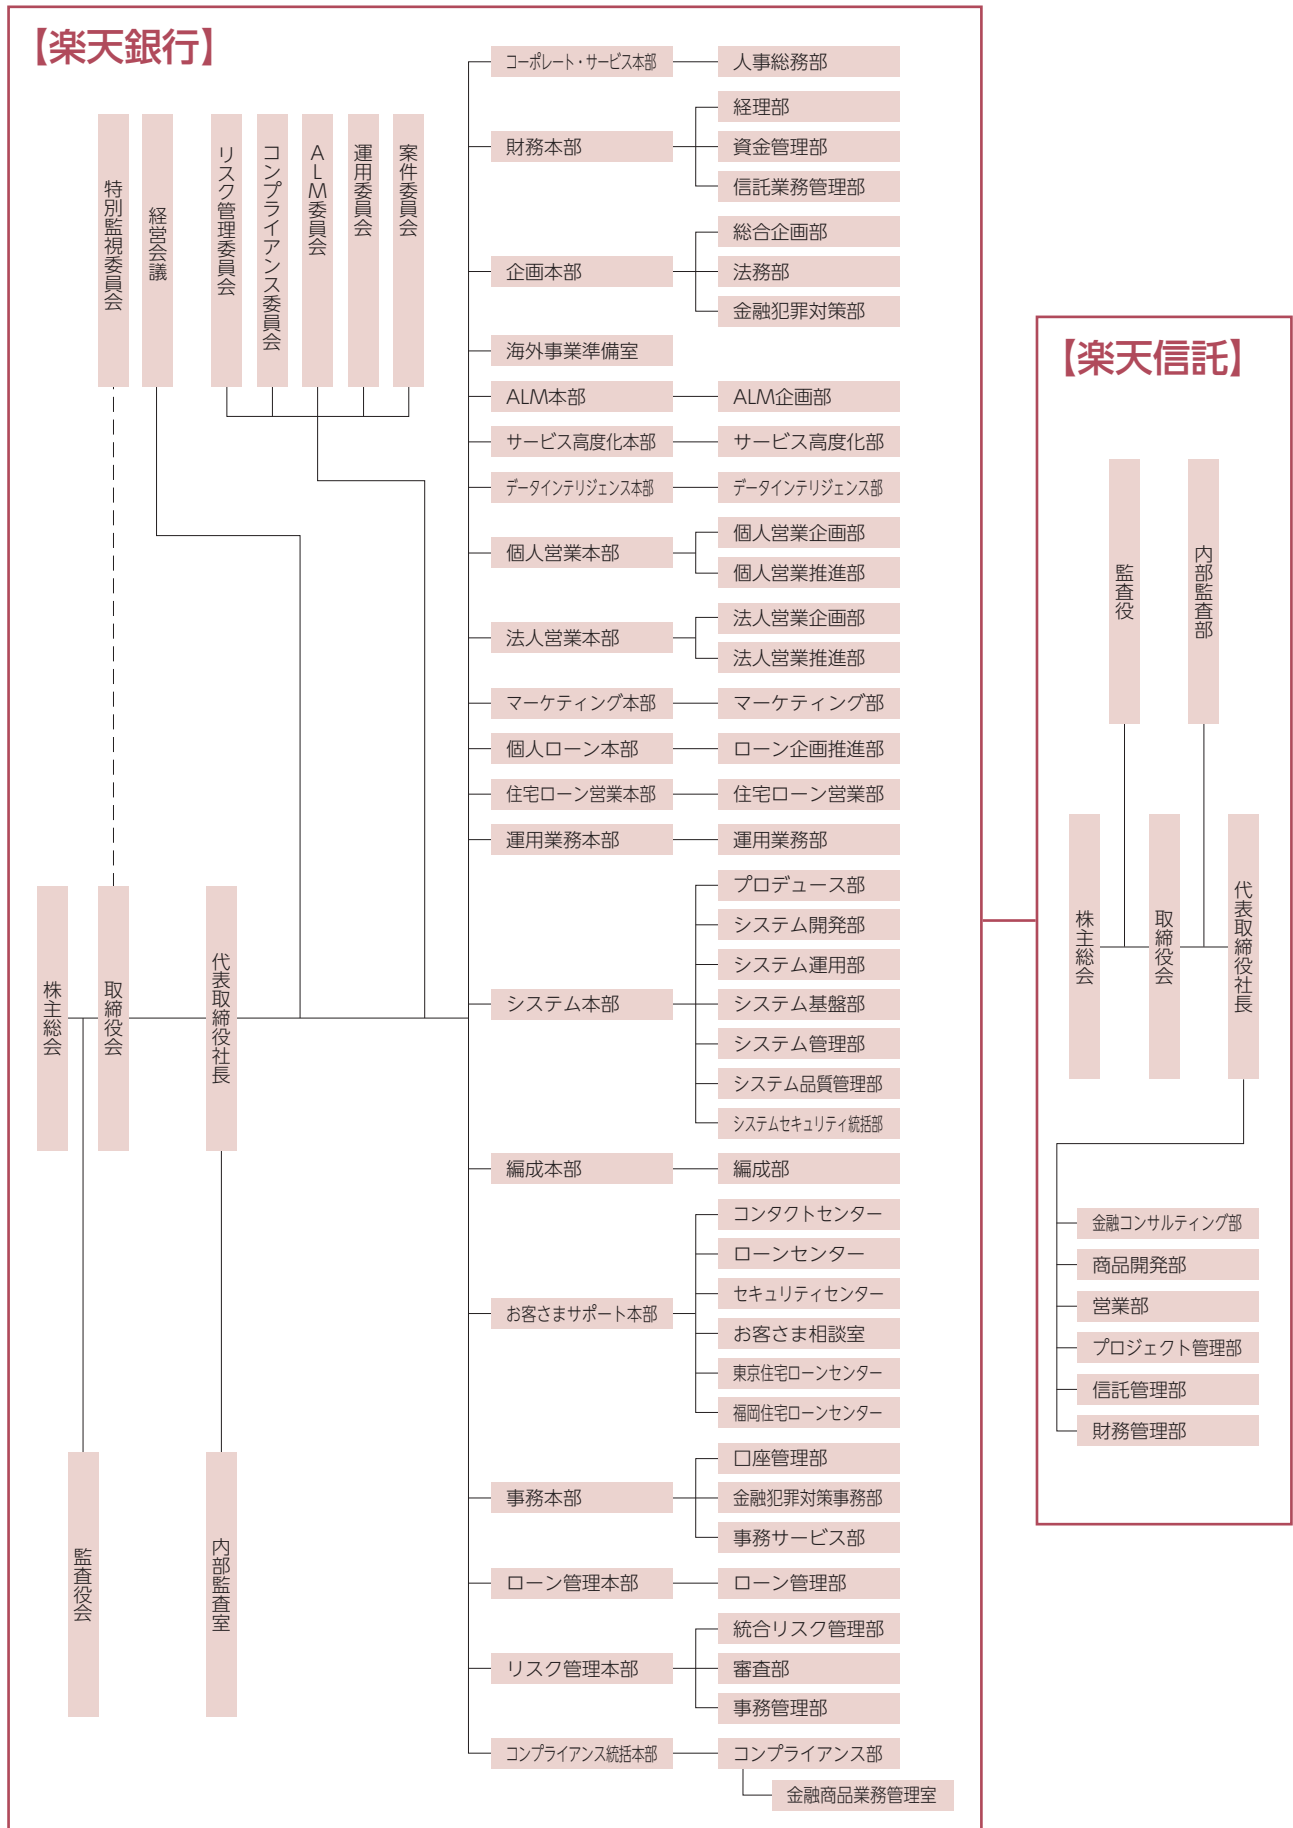 【楽天銀行】
特別監視委員会
経営会議
リスク管理委員会
コンプライアンス委員会
ALM委員会
運用委員会
案件委員会
株主総会
取締役会
代表取締役社長
監査役会
内部監査室
コーポレート・サービス本部
人事総務部
財務本部
経理部
資金管理部
信託業務管理部
企画本部
総合企画部
法務部
金融犯罪対策部
海外事業準備室
ALM本部
ALM企画部
サービス高度化本部
サービス高度化部
データインテリジェンス本部
データインテリジェンス部
個人営業本部
個人営業企画部
個人営業推進部
法人営業本部
法人営業企画部
法人営業推進部
マーケティング本部
マーケティング部
個人ローン本部
ローン企画推進部
住宅ローン営業本部
住宅ローン営業部
運用業務本部
運用業務部
システム本部
プロデュース部
システム開発部
システム運用部
システム基盤部
システム管理部
システム品質管理部
システムセキュリティ統括部
編成本部
編成部
お客さまサポート本部
コンタクトセンター
ローンセンター
セキュリティセンター
お客さま相談室
東京住宅ローンセンター
福岡住宅ローンセンター
事務本部
口座管理部
金融犯罪対策事務部
事務サービス部
ローン管理本部
ローン管理部
リスク管理本部
統合リスク管理部
審査部
事務管理部
コンプライアンス統括本部
コンプライアンス部
金融商品業務管理室
【楽天信託】
監査役
内部監査部
株主総会
取締役会
代表取締役社長
金融コンサルティング部
商品開発部
営業部
プロジェクト管理部
信託管理部
財務管理部